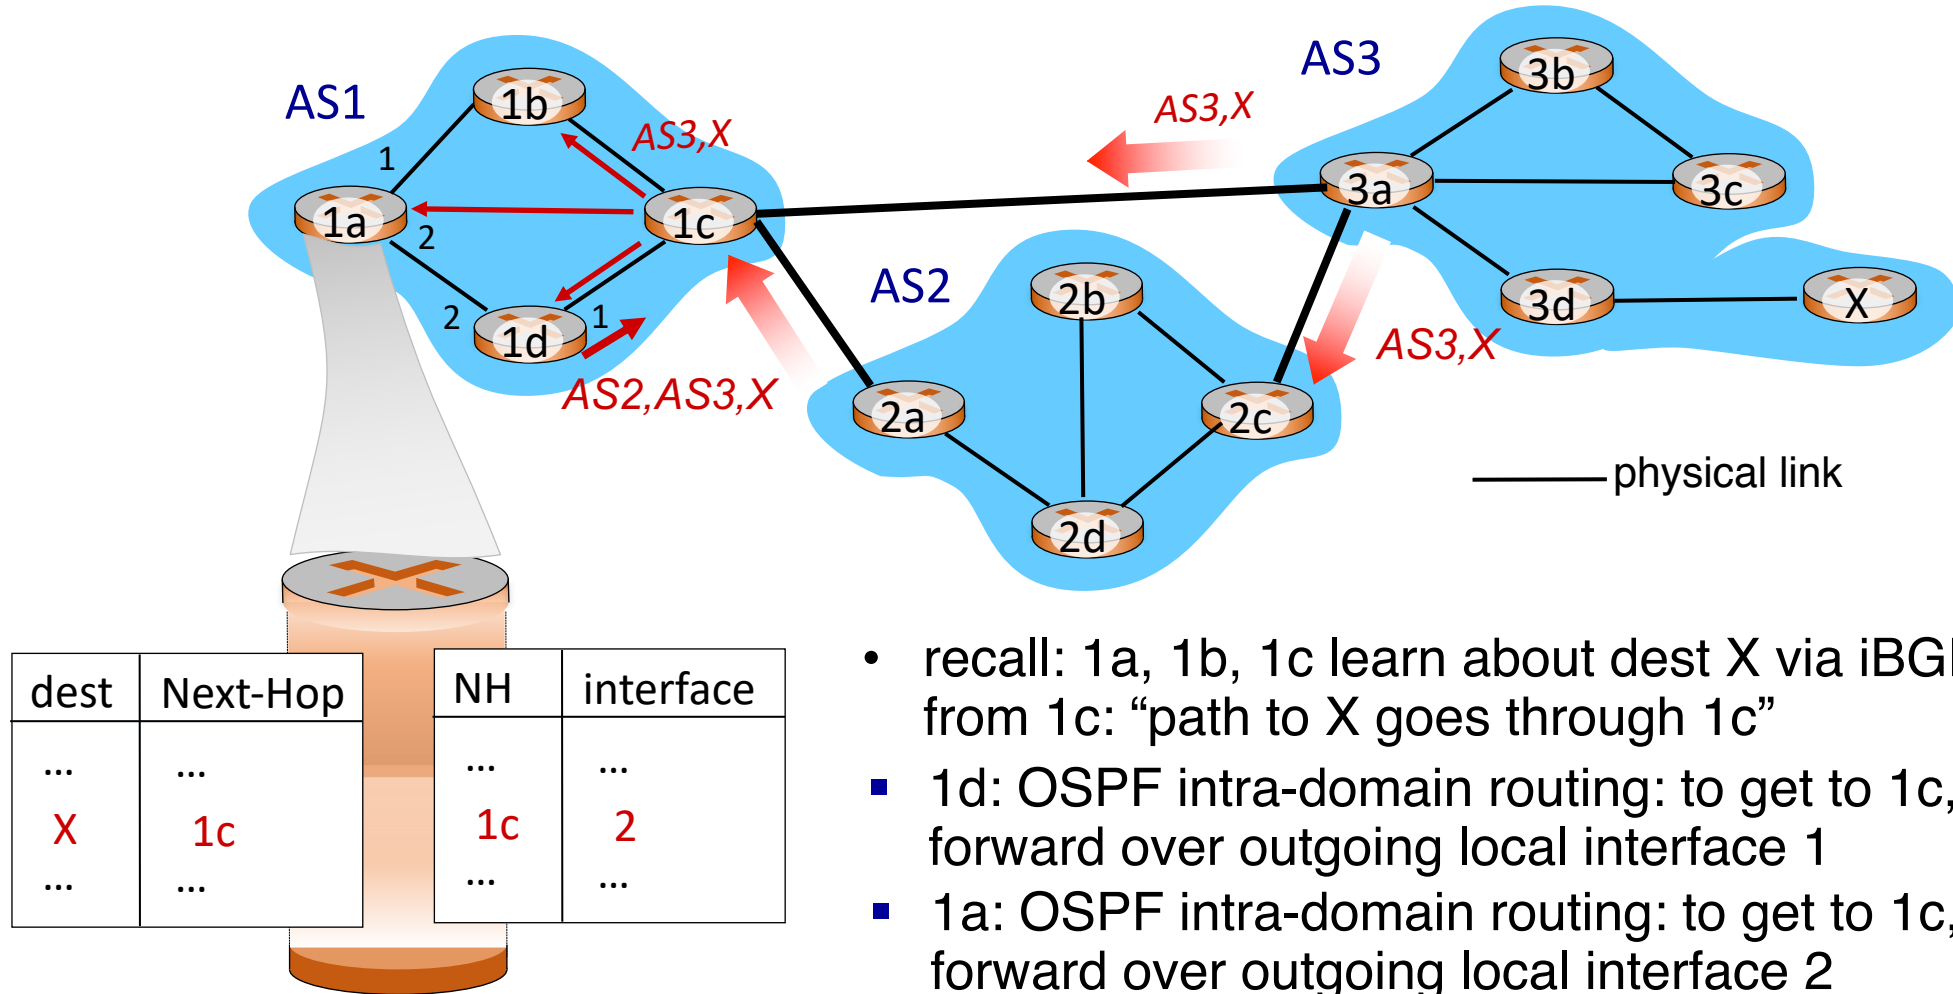 AS3
3b
AS1
1b
AS3,X
AS3,X
1
3a
3c
1a
1c
2
AS2
2b
3d
X
2
1d
1
AS3,X
AS2,AS3,X
2a
2c
physical link
2d
dest Next-Hop
... ...
X 1c
... ...
NH interface
... ...
1c 2
... ...
• recall: 1a, 1b, 1c learn about dest X via iBG
from 1c: “path to X goes through 1c”
▪ 1d: OSPF intra-domain routing: to get to 1c,
forward over outgoing local interface 1
▪ 1a: OSPF intra-domain routing: to get to 1c,
forward over outgoing local interface 2